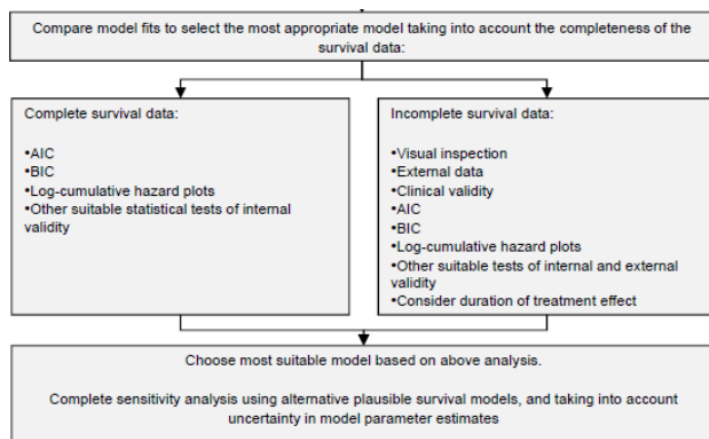 Compare model fits to select the most appropriate model taking into account the completeness of the
survival data:
Complete survival data:
•AIC
•BIC
•Log-cumulative hazard plots
•Other suitable statistical tests of internal
validity
Incomplete survival data:
•Visual inspection
•External data
•Clinical validity
•AIC
•BIC
•Log-cumulative hazard plots
•Other suitable tests of internal and external
validity
•Consider duration of treatment effect
Choose most suitable model based on above analysis.
Complete sensitivity analysis using alternative plausible survival models, and taking into account
uncertainty in model parameter estimates